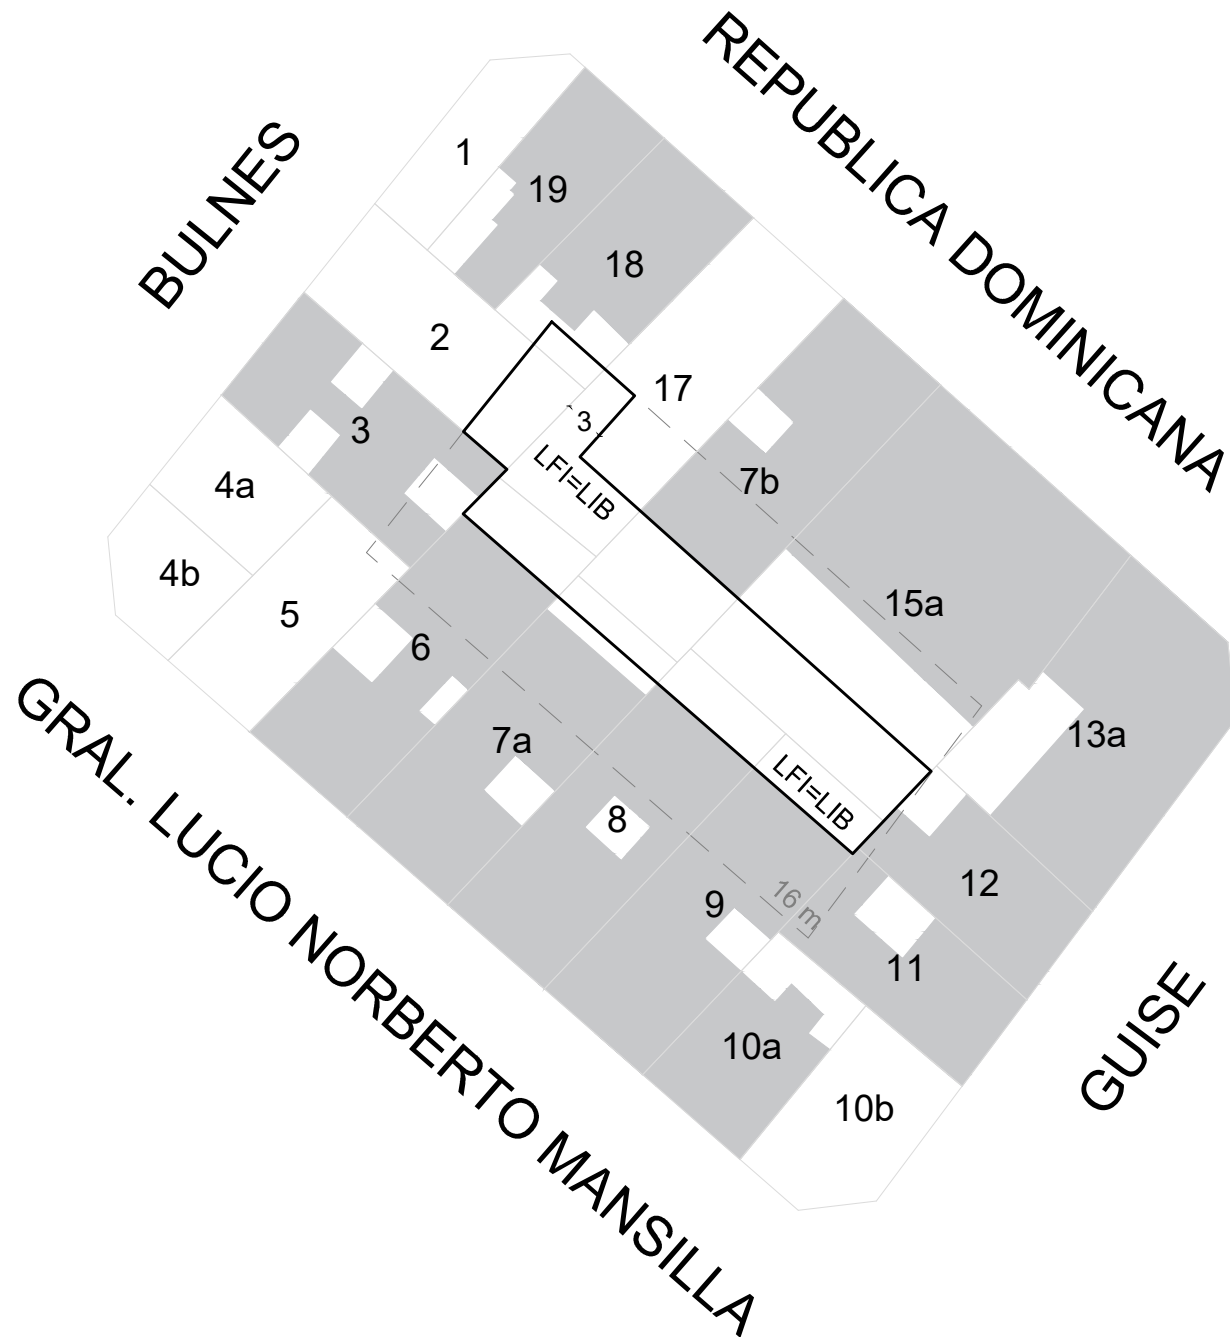 REPUBLICA DOMINICANA
BULNES
1
19
18
2
17
3
3
LFI=LIB
4a
7b
4b
5
15a
6
7a
13a
LFI=LIB
8
12
9
16 m
11
10a
10b
GRAL. LUCIO NORBERTO MANSILLA
GUISE